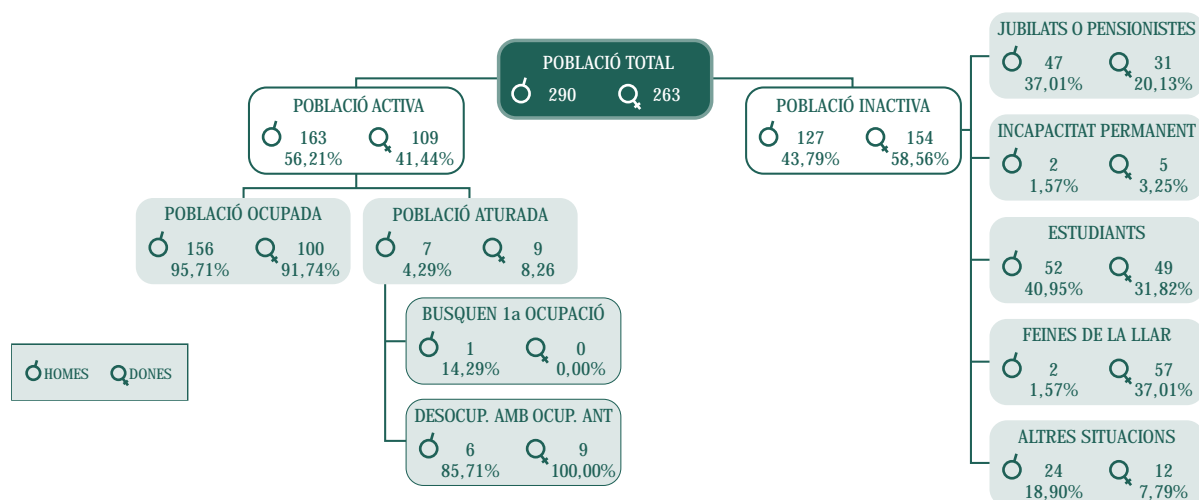 POBLACIÓ TOTAL
290 263
POBLACIÓ ACTIVA
163 109
56,21% 41,44%
POBLACIÓ OCUPADA
156 100
95,71% 91,74%
POBLACIÓ ATURADA
7 9
4,29% 8,26
BUSQUEN 1a OCUPACIÓ
1 0
14,29% 0,00%
DESOCUP. AMB OCUP. ANT
6 9
85,71% 100,00%
POBLACIÓ INACTIVA
127 154
43,79% 58,56%
JUBILATS O PENSIONISTES
47 31
37,01% 20,13%
INCAPACITAT PERMANENT
2 5
1,57% 3,25%
ESTUDIANTS
52 49
40,95% 31,82%
FEINES DE LA LLAR
2 57
1,57% 37,01%
ALTRES SITUACIONS
24 12
18,90% 7,79%
HOMES DONES